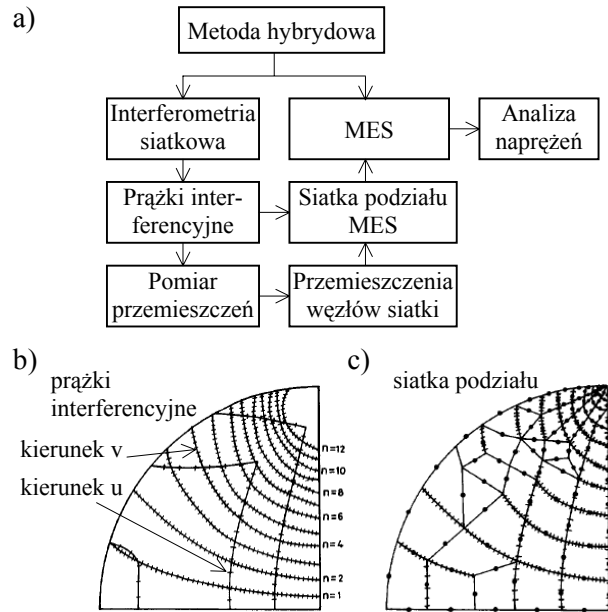 a)
Metoda hybrydowa
Interferometria
siatkowa
MES
Analiza
naprężeń
Prążki inter-
ferencyjne
Siatka podziału
MES
Pomiar
przemieszczeń
Przemieszczenia
węzłów siatki
b)
prążki
interferencyjne
kierunek v
kierunek u
n=12
n=10
n=8
n=6
n=4
n=2
n=1
c)
siatka podziału